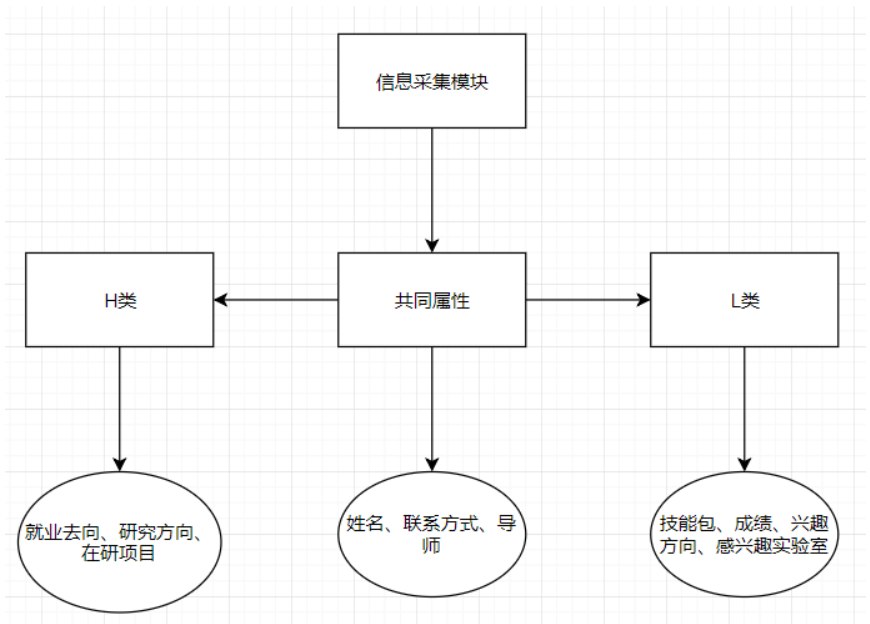 信息采集模块
H类
共同属性
L类
就业去向、研究方向、
在研项目
姓名、联系方式、导
师
技能包、成绩、兴趣
方向、感兴趣实验室